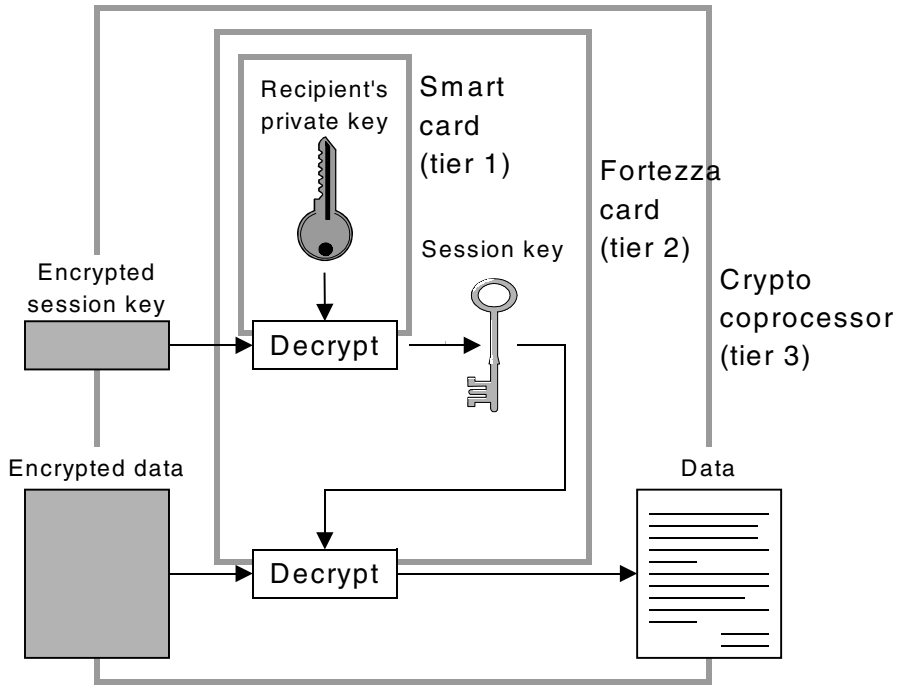 Recipient's
private key
Smart
card
(tier 1)
Fortezza
card
(tier 2)
Session key
Encrypted
session key
Crypto
coprocessor
(tier 3)
Decrypt
Encrypted data
Data
Decrypt